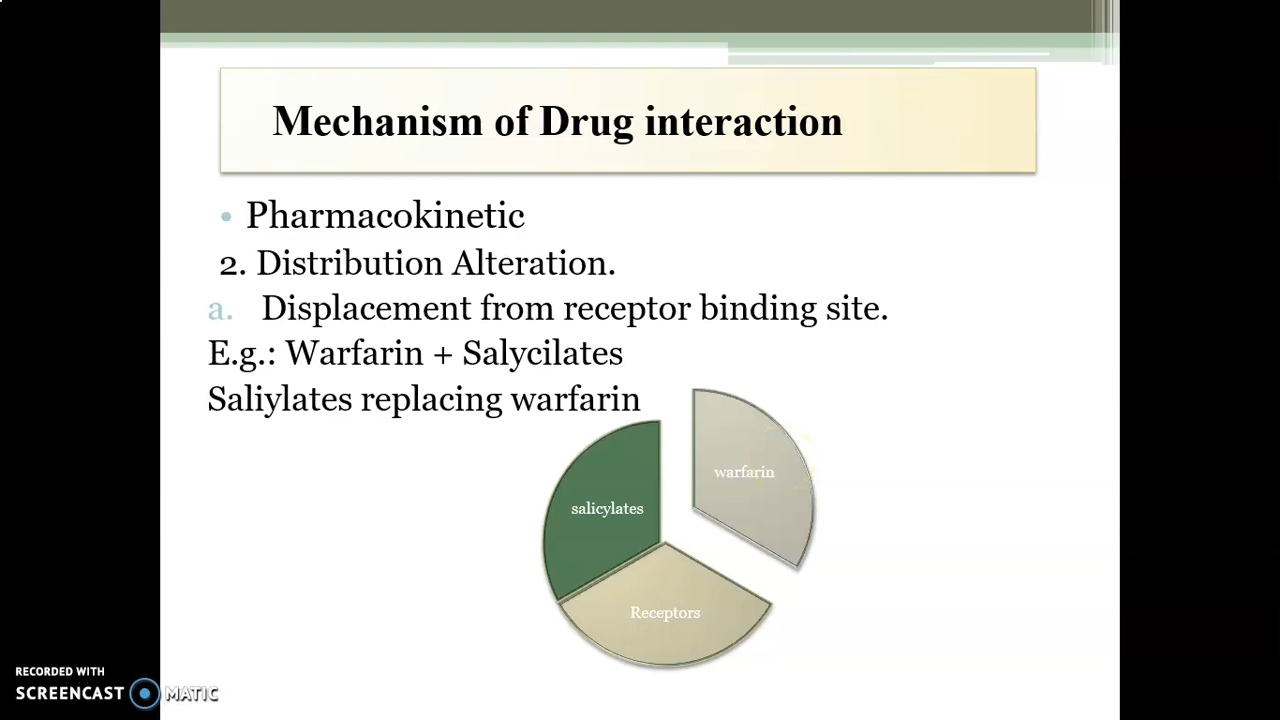 Mechanism of Drug interaction
• Pharmacokinetic
2. Distribution Alteration.
a. Displacement from receptor binding site.
E.g.: Warfarin + Salycilates
Saliylates replacing warfarin
warfarin
salicylates
Receptors
RECORDED WITH
SCREENCAST MATIC